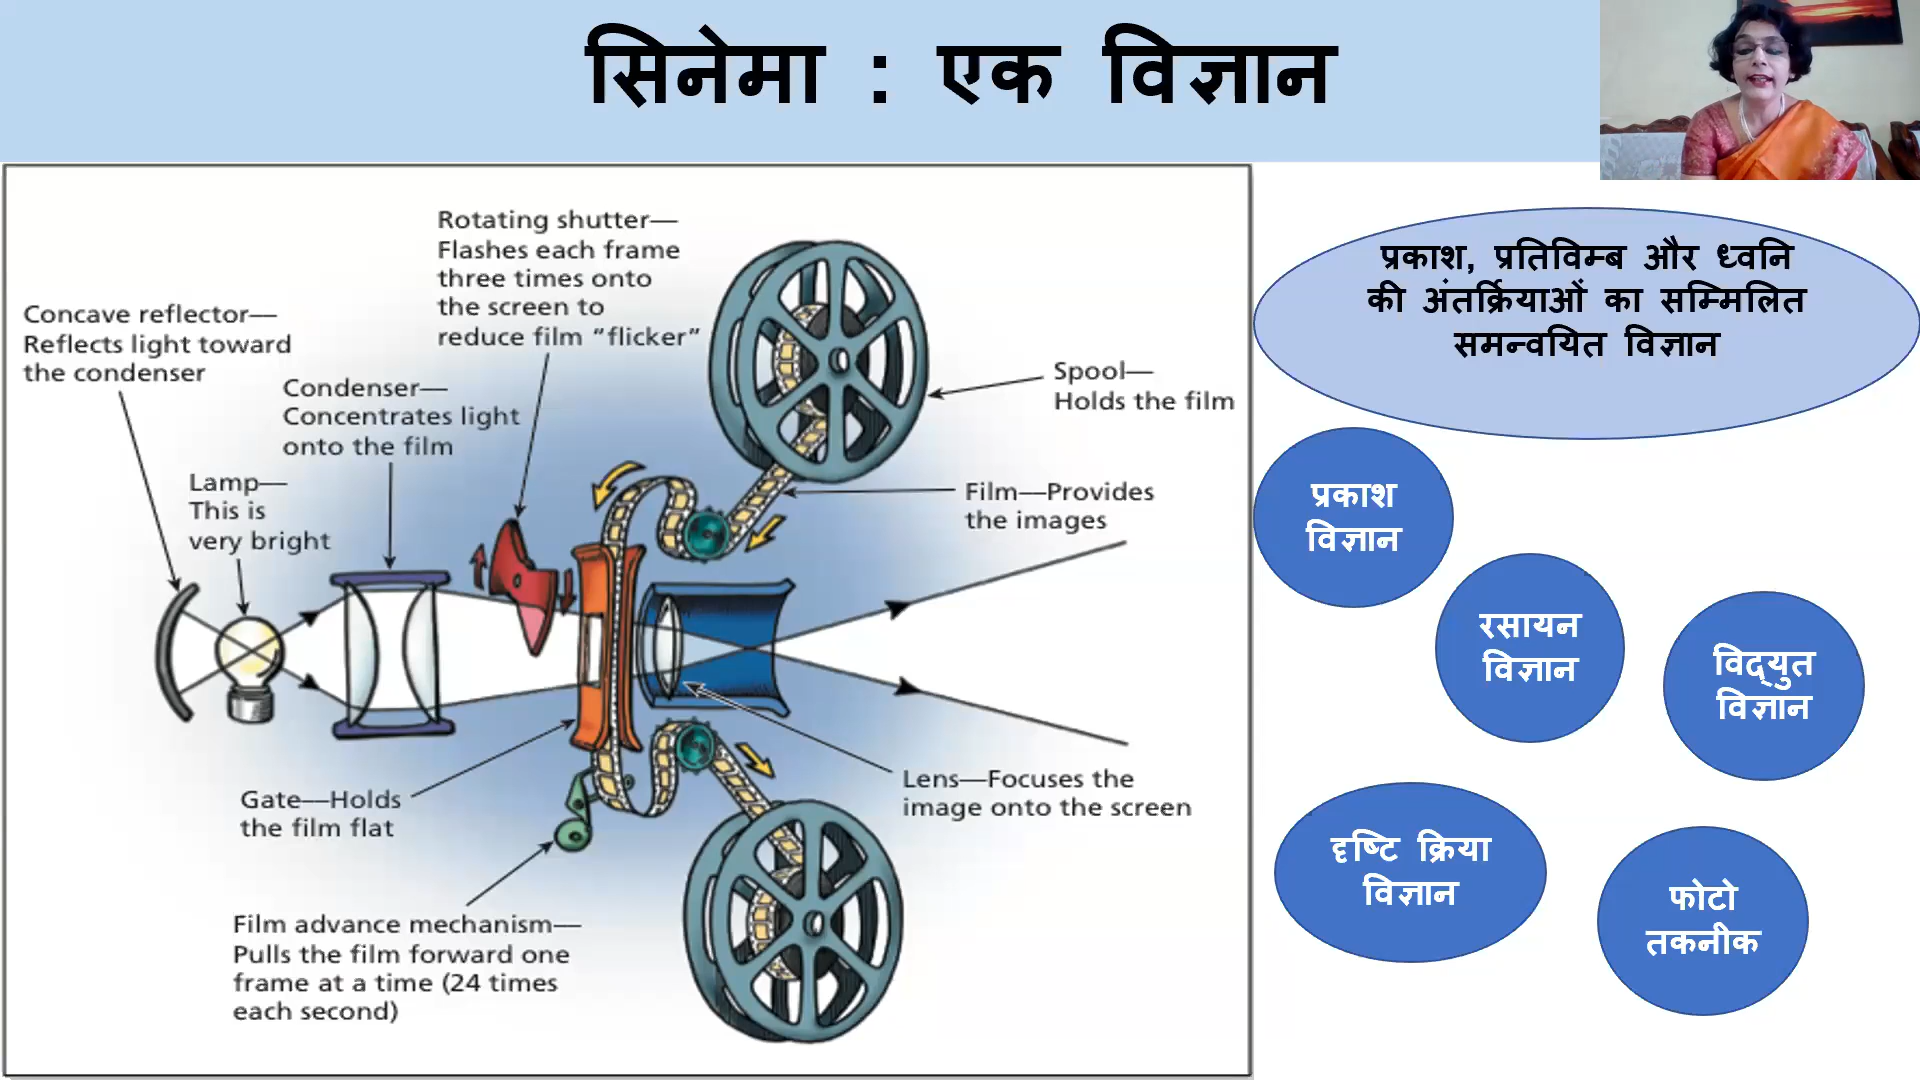 सिनेमा : एक विज्ञान
Rotating shutter—
Flashes each frame
three times onto
the screen to
reduce film “flicker”
Concave reflector—
Reflects light toward
the condenser
Condenser—
Concentrates light
onto the film
Lamp—
This is
very bright
Spool—
Holds the film
Film—Provides
the images
Lens—Focuses the
image onto the screen
Gate—Holds
the film flat
Film advance mechanism—
Pulls the film forward one
frame at a time (24 times
each second)
प्रकाश, प्रतिविम्ब और ध्वनि
की अंतर्क्रियाओं का सम्मिलित
समन्वयित विज्ञान
प्रकाश
विज्ञान
रसायन
विज्ञान
विद्युत
विज्ञान
दृष्टि क्रिया
विज्ञान
फोटो
तकनीक